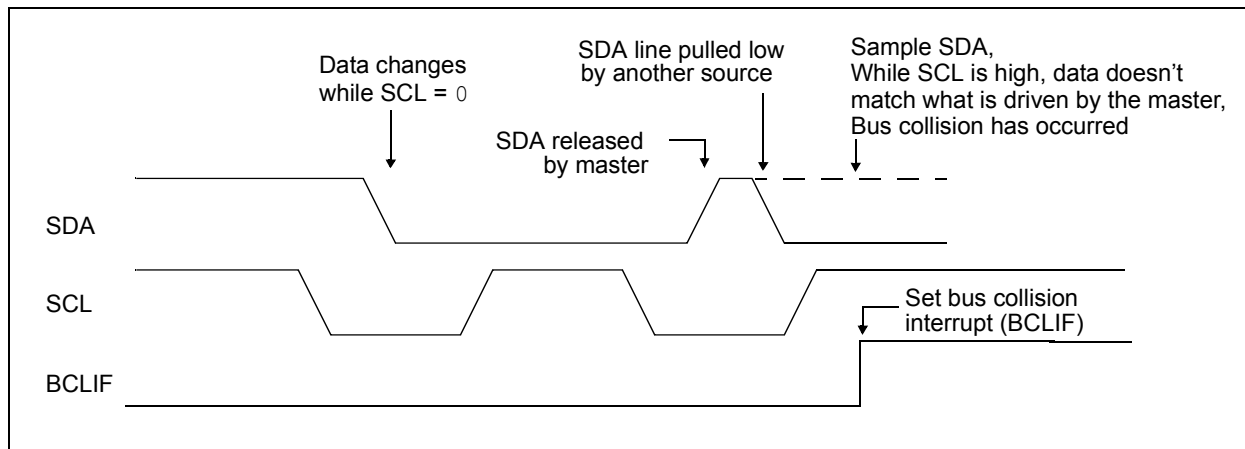 Data changes
while SCL = 0
SDA line pulled low
by another source
Sample SDA,
While SCL is high, data doesn’t
match what is driven by the master,
Bus collision has occurred
SDA released
by master
SDA
SCL
Set bus collision
interrupt (BCLIF)
BCLIF